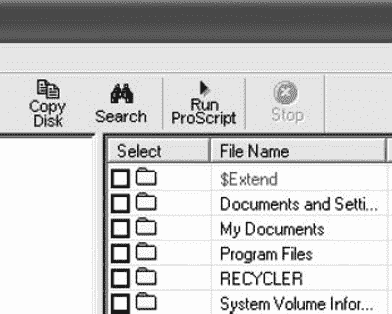 Copy
Disk
Search
Run
ProScript
Stop
Select File Name
$Extend
Documents and Setti...
My Documents
Program Files
RECYCLER
System Volume Infor...